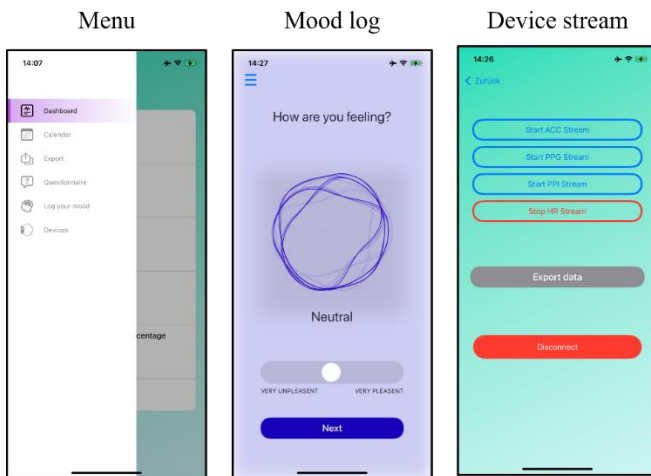 Menu
Mood log
Device stream
14:07
Dashboard
Calendar
Export
Questionnaire
Log your mood
Devices
centage
14:27
How are you feeling?
Neutral
VERY UNPLEASENT
VERY PLEASENT
Next
14:26
Zurück
Start ACC Stream
Start PPG Stream
Start PPI Stream
Stop HR Stream
Export data
Disconnect